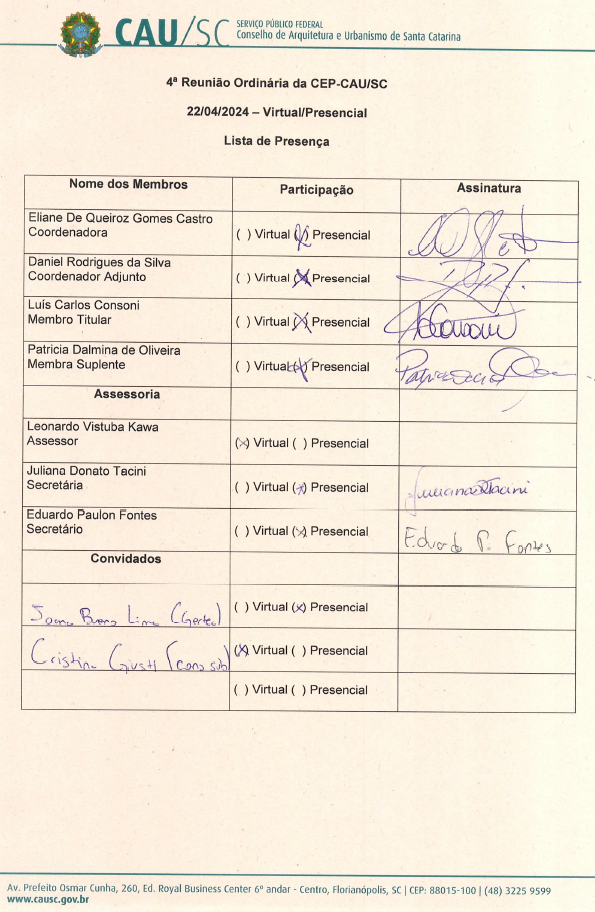 CAU/SC SERVIÇO PÚBLICO FEDERAL
Conselho de Arquitetura e Urbanismo de Santa Catarina
4ª Reunião Ordinária da CEP-CAU/SC
22/04/2024 – Virtual/Presencial
Lista de Presença
Nome dos Membros Participação Assinatura
Eliane De Queiroz Gomes Castro
Coordenadora ( ) Virtual (X) Presencial
Daniel Rodrigues da Silva
Coordenador Adjunto ( ) Virtual (X) Presencial
Luís Carlos Consoni
Membro Titular ( ) Virtual (X) Presencial
Patricia Dalmina de Oliveira
Membra Suplente ( ) Virtual (X) Presencial
Assessoria
Leonardo Vistuba Kawa
Assessor (X) Virtual ( ) Presencial
Juliana Donato Tacini
Secretária ( ) Virtual (x) Presencial Juliana D Tacini
Eduardo Paulon Fontes
Secretário ( ) Virtual (X) Presencial Eduardo P. Fontes
Convidados
Bueno Lima ( ) Virtual (x) Presencial
Cristina Giusti (X) Virtual ( ) Presencial
( ) Virtual ( ) Presencial
Av. Prefeito Osmar Cunha, 260, Ed. Royal Business Center 6º andar - Centro, Florianópolis, SC | CEP: 88015-100 | (48) 3225 9599
www.causc.gov.br